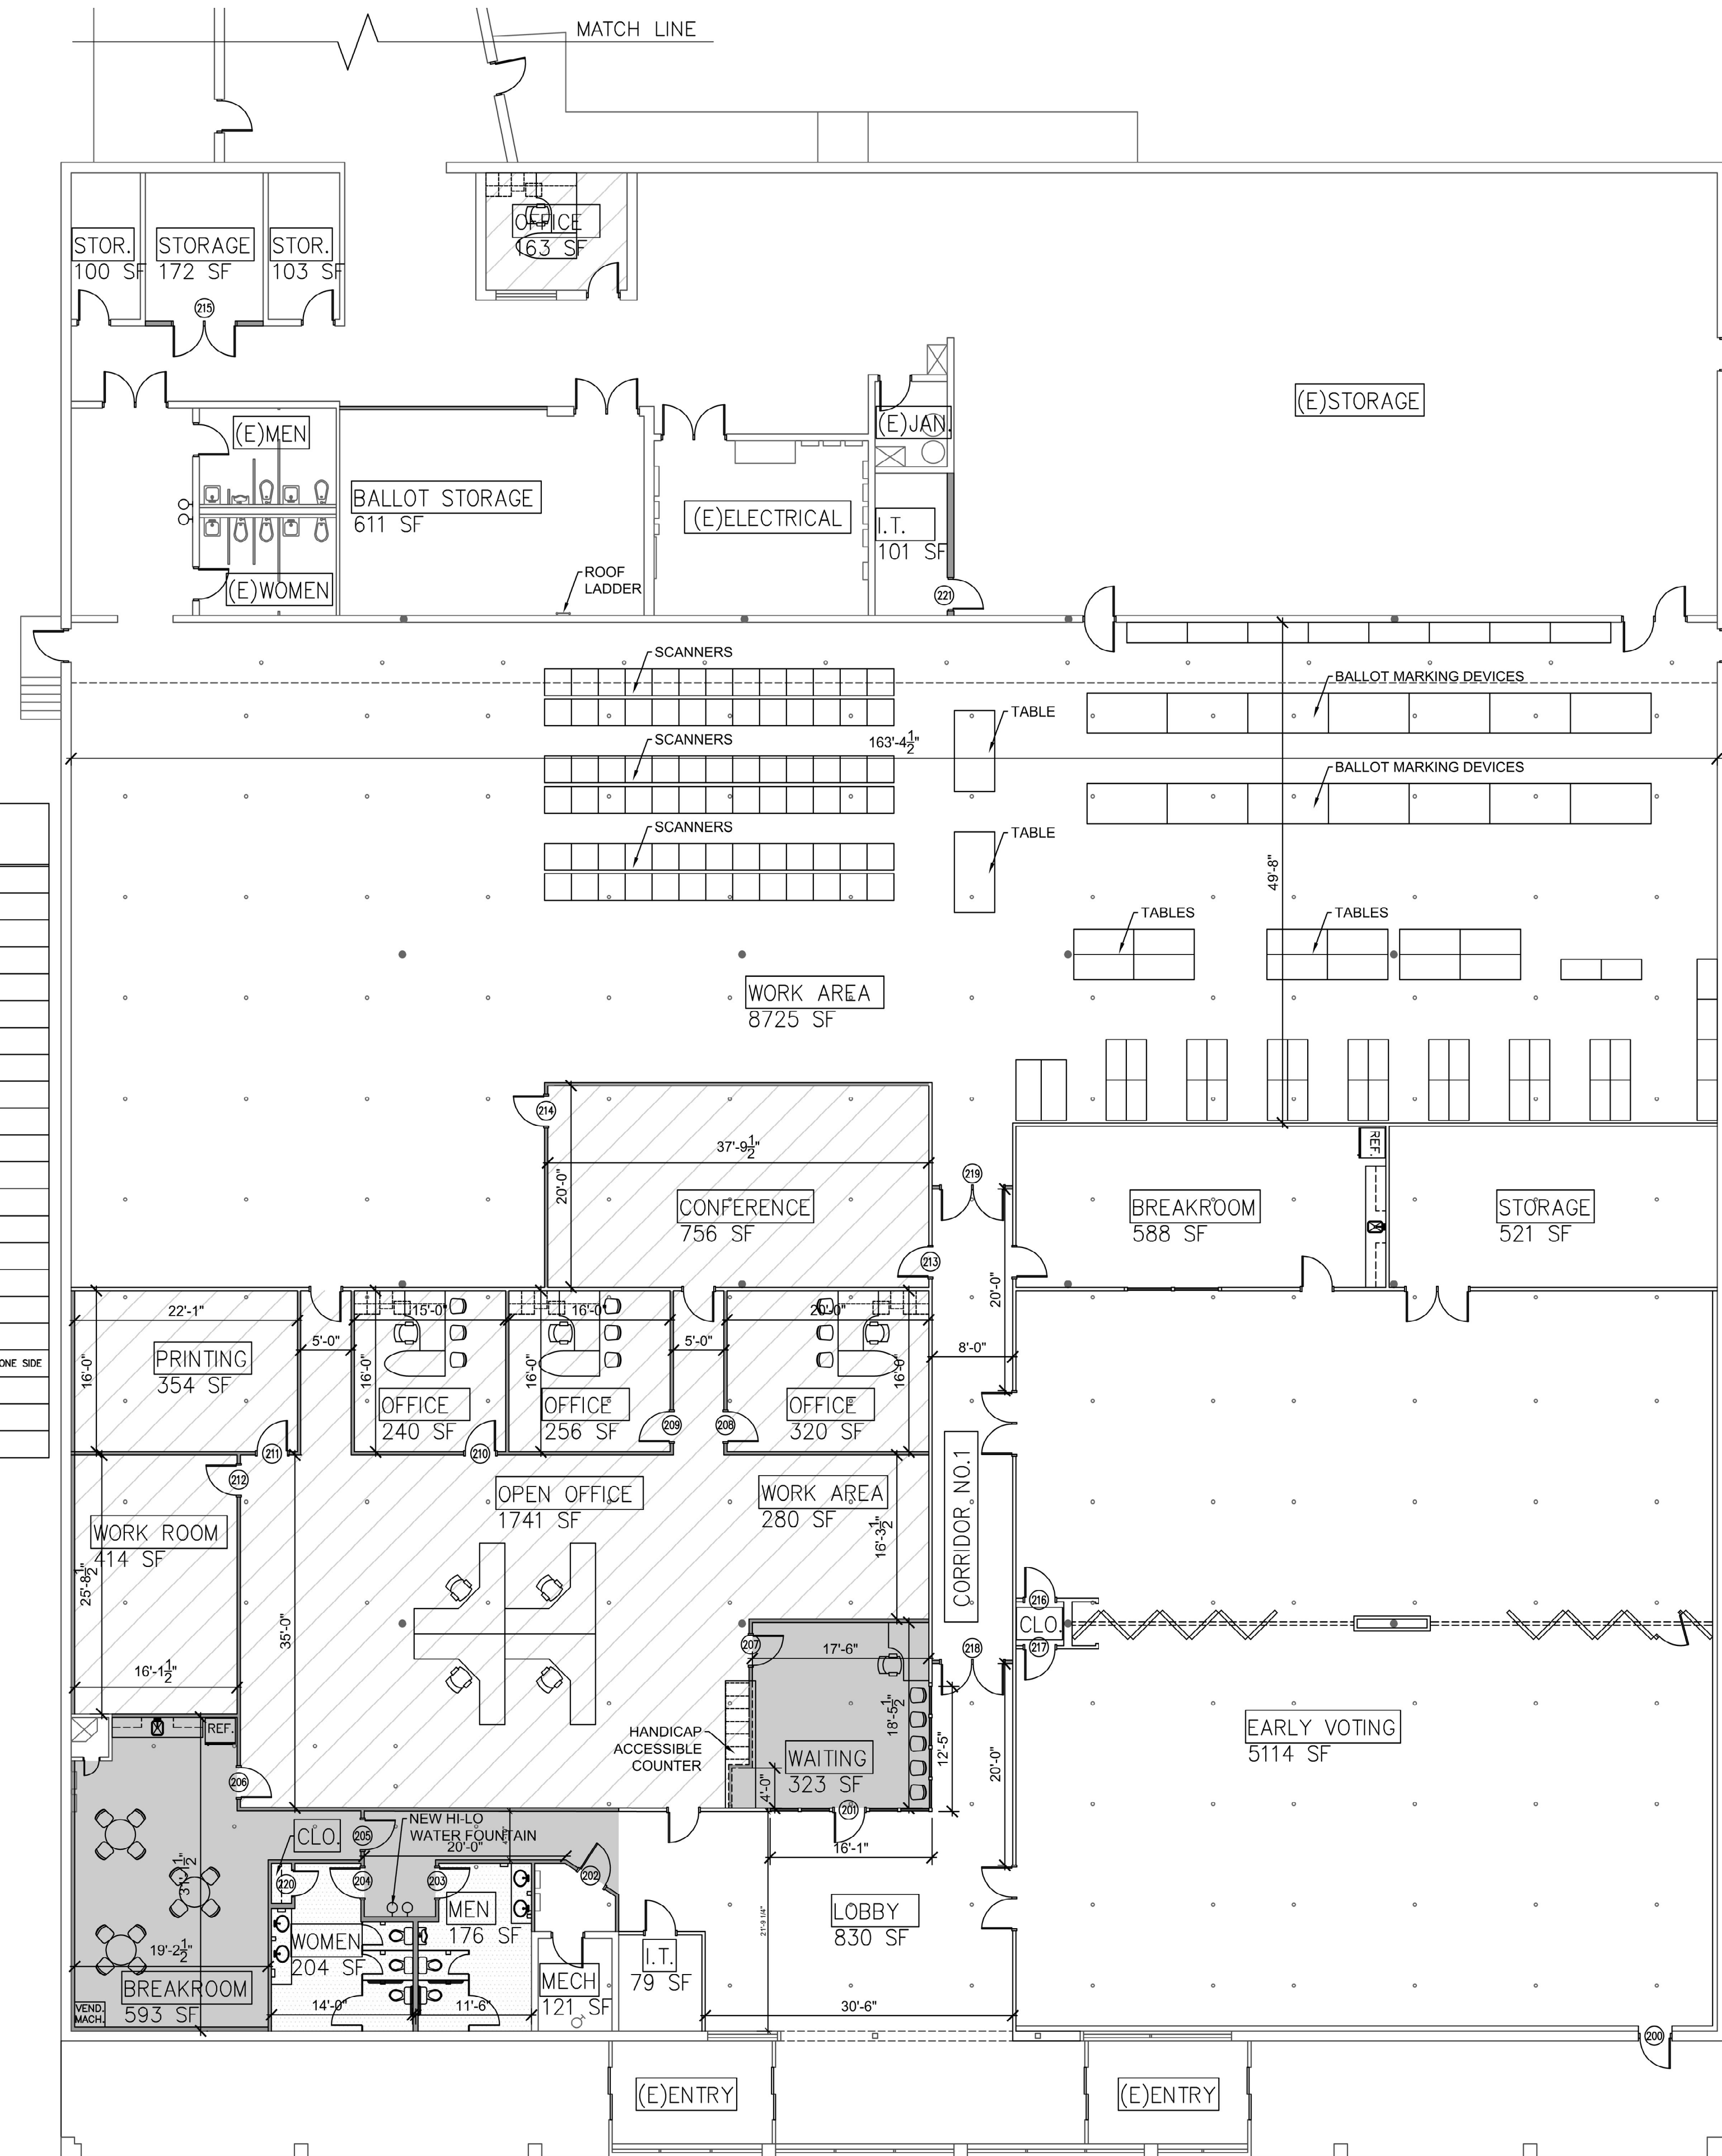 MATCH LINE
OFFICE
163 SF
STOR.
100 SF
STORAGE
172 SF
STOR.
103 SF
215
(E)STORAGE
(E)MEN
(E)JAN.
BALLOT STORAGE
611 SF
(E)ELECTRICAL
I.T.
101 SF
(E)WOMEN
ROOF
LADDER
221
SCANNERS
BALLOT MARKING DEVICES
TABLE
SCANNERS
163'-4 1/2"
BALLOT MARKING DEVICES
SCANNERS
TABLE
49'-8"
TABLES
TABLES
WORK AREA
8725 SF
214
37'-9 1/2"
20'-0"
CONFERENCE
756 SF
219
213
REF.
BREAKROOM
588 SF
STORAGE
521 SF
20'-0"
22'-1"
15'-0"
16'-0"
20'-0"
5'-0"
5'-0"
8'-0"
ONE SIDE
PRINTING
354 SF
16'-0"
16'-0"
16'-0"
16'-0"
OFFICE
240 SF
OFFICE
256 SF
OFFICE
320 SF
211
210
209
208
212
OPEN OFFICE
1741 SF
WORK AREA
280 SF
16'-3 1/2"
CORRIDOR NO.1
WORK ROOM
414 SF
25'-8 1/2"
35'-0"
16'-1 1/2"
216
CLO.
217
207
17'-6"
218
18'-5 1/2"
HANDICAP
ACCESSIBLE
COUNTER
WAITING
323 SF
4'-0"
12'-5"
20'-0"
EARLY VOTING
5114 SF
REF.
206
201
16'-1"
CLO.
205
NEW HI-LO
WATER FOUNTAIN
20'-0"
220
204
203
202
31'-1 1/2"
MEN
176 SF
LOBBY
830 SF
21'-9 1/4"
WOMEN
204 SF
19'-2 1/2"
I.T.
79 SF
MECH
121 SF
BREAKROOM
593 SF
VEND.
MACH.
14'-0"
11'-6"
30'-6"
200
(E)ENTRY
(E)ENTRY